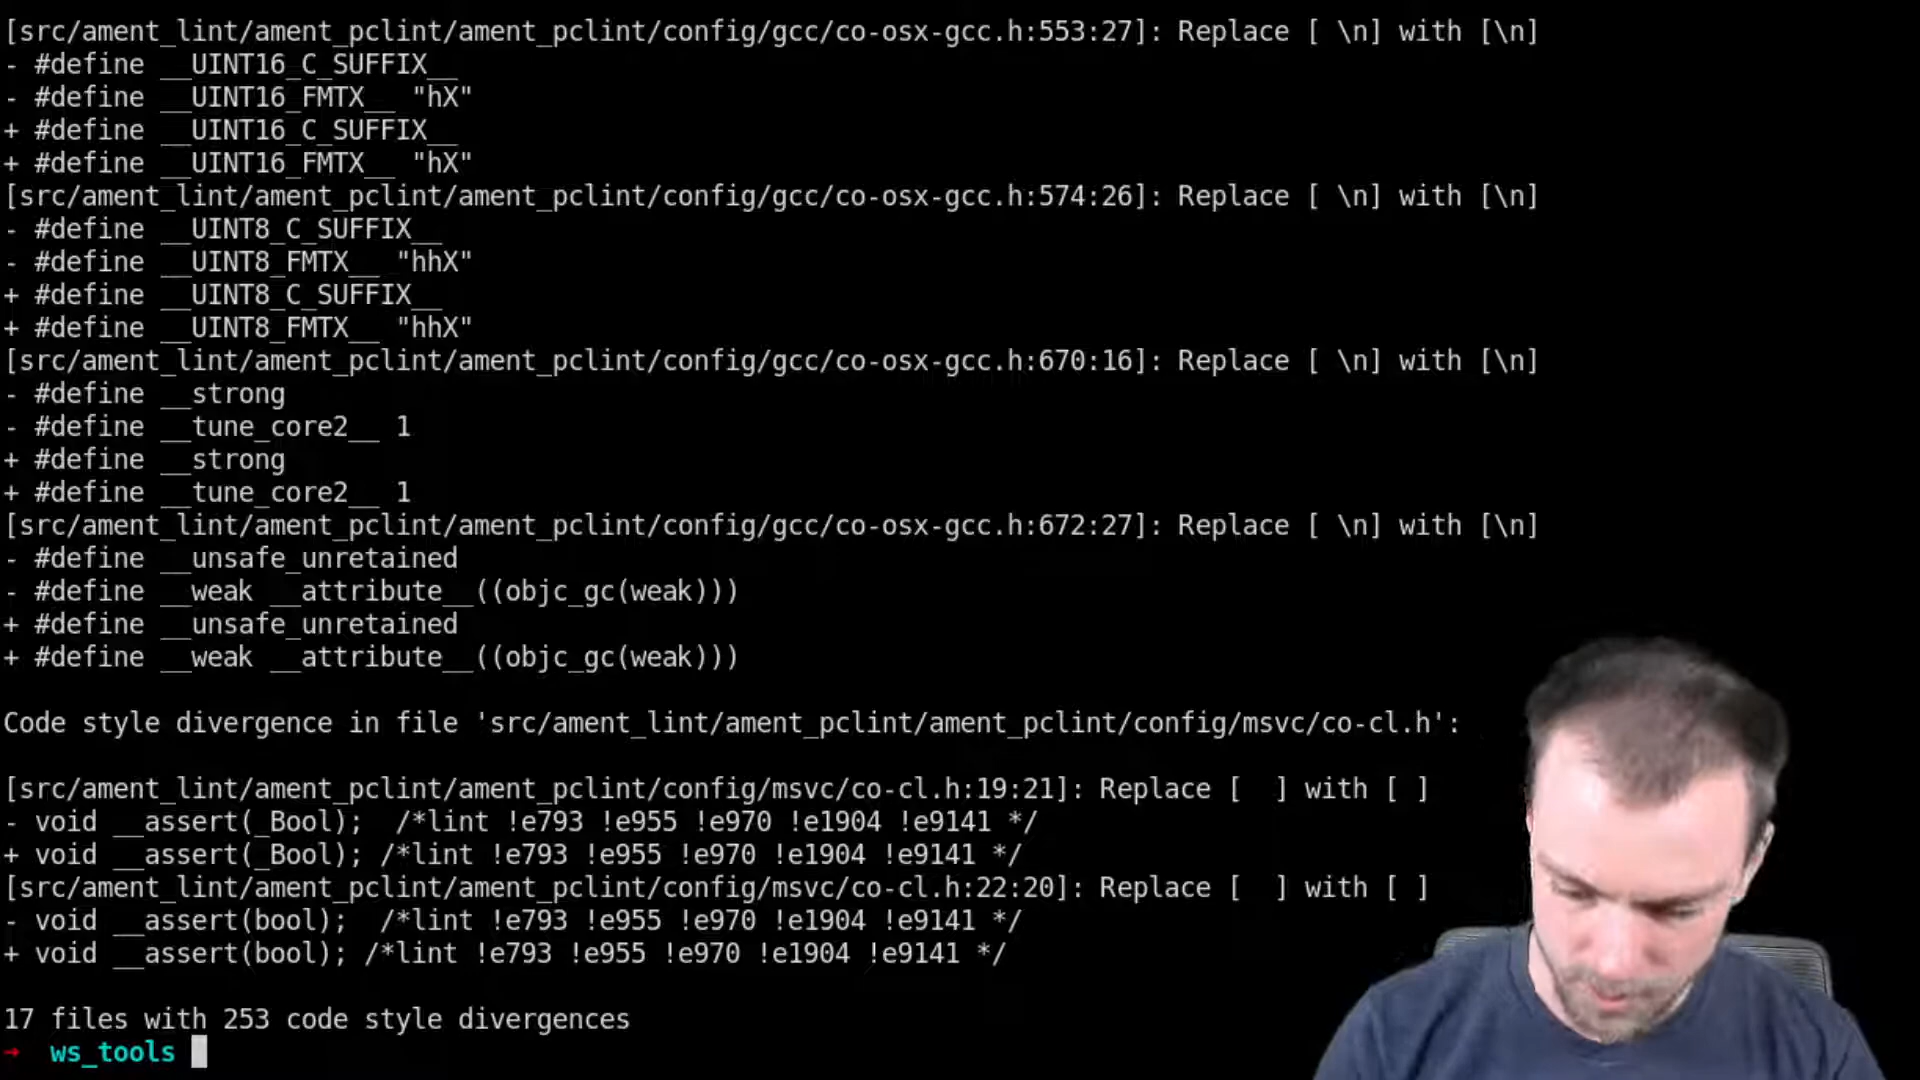 [src/ament_lint/ament_pclint/ament_pclint/config/gcc/co-osx-gcc.h:553:27]: Replace [ \n] with [\n]
- #define __UINT16_C_SUFFIX__
- #define __UINT16_FMTX__ "hX"
+ #define __UINT16_C_SUFFIX__
+ #define __UINT16_FMTX__ "hX"
[src/ament_lint/ament_pclint/ament_pclint/config/gcc/co-osx-gcc.h:574:26]: Replace [ \n] with [\n]
- #define __UINT8_C_SUFFIX__
- #define __UINT8_FMTX__ "hhX"
+ #define __UINT8_C_SUFFIX__
+ #define __UINT8_FMTX__ "hhX"
[src/ament_lint/ament_pclint/ament_pclint/config/gcc/co-osx-gcc.h:670:16]: Replace [ \n] with [\n]
- #define __strong
- #define __tune_core2__ 1
+ #define __strong
+ #define __tune_core2__ 1
[src/ament_lint/ament_pclint/ament_pclint/config/gcc/co-osx-gcc.h:672:27]: Replace [ \n] with [\n]
- #define __unsafe_unretained
- #define __weak __attribute__((objc_gc(weak)))
+ #define __unsafe_unretained
+ #define __weak __attribute__((objc_gc(weak)))
Code style divergence in file 'src/ament_lint/ament_pclint/ament_pclint/config/msvc/co-cl.h':
[src/ament_lint/ament_pclint/ament_pclint/config/msvc/co-cl.h:19:21]: Replace [  ] with [ ]
- void __assert(_Bool);  /*lint !e793 !e955 !e970 !e1904 !e9141 */
+ void __assert(_Bool); /*lint !e793 !e955 !e970 !e1904 !e9141 */
[src/ament_lint/ament_pclint/ament_pclint/config/msvc/co-cl.h:22:20]: Replace [  ] with [ ]
- void __assert(bool);  /*lint !e793 !e955 !e970 !e1904 !e9141 */
+ void __assert(bool); /*lint !e793 !e955 !e970 !e1904 !e9141 */
17 files with 253 code style divergences
→  ws_tools